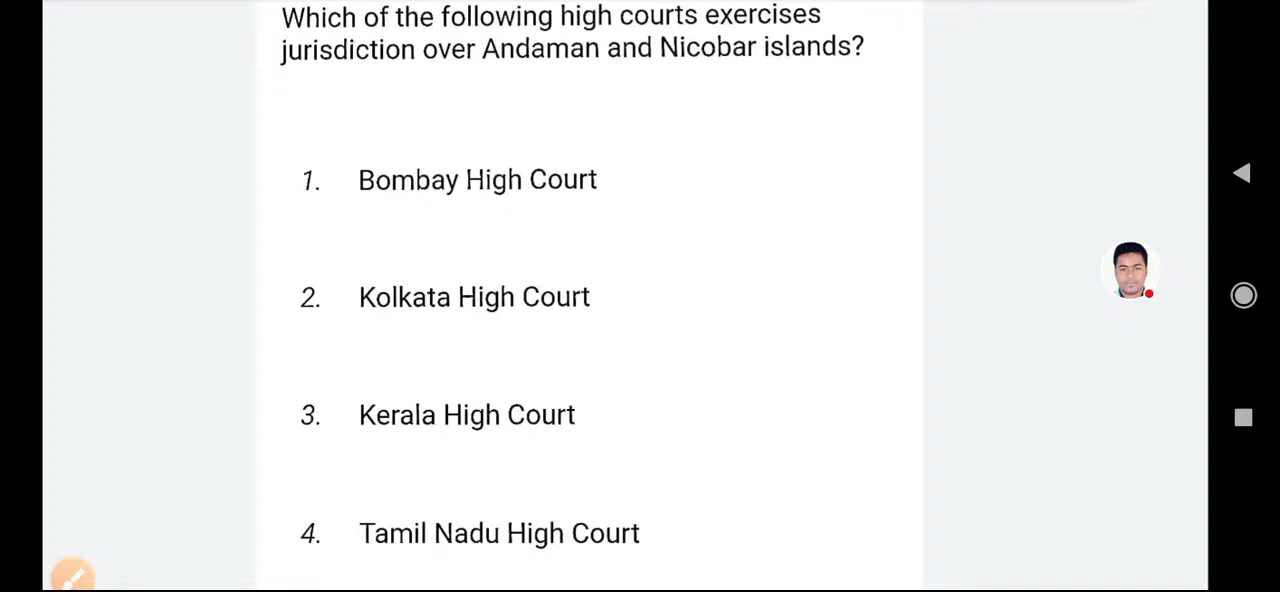 Which of the following high courts exercises
jurisdiction over Andaman and Nicobar islands?
1. Bombay High Court
2. Kolkata High Court
3. Kerala High Court
4. Tamil Nadu High Court